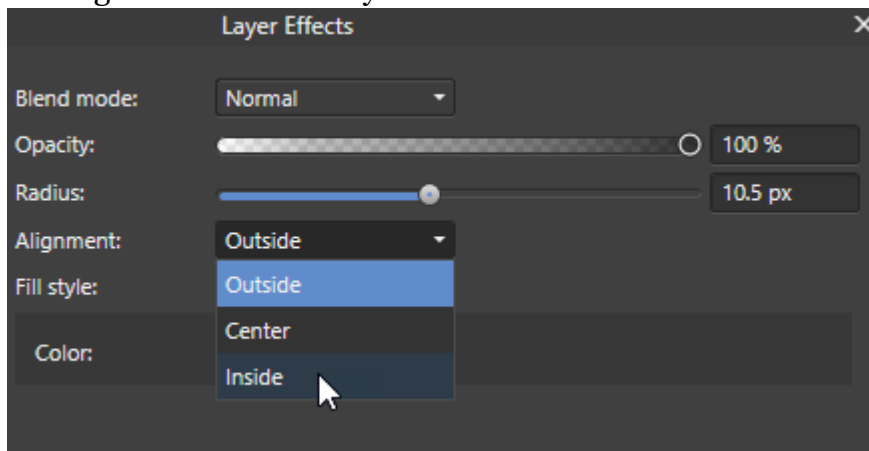 Layer Effects
Blend mode: Normal
Opacity: 100 %
Radius: 10.5 px
Alignment: Outside
Fill style: Outside
Center
Color:
Inside